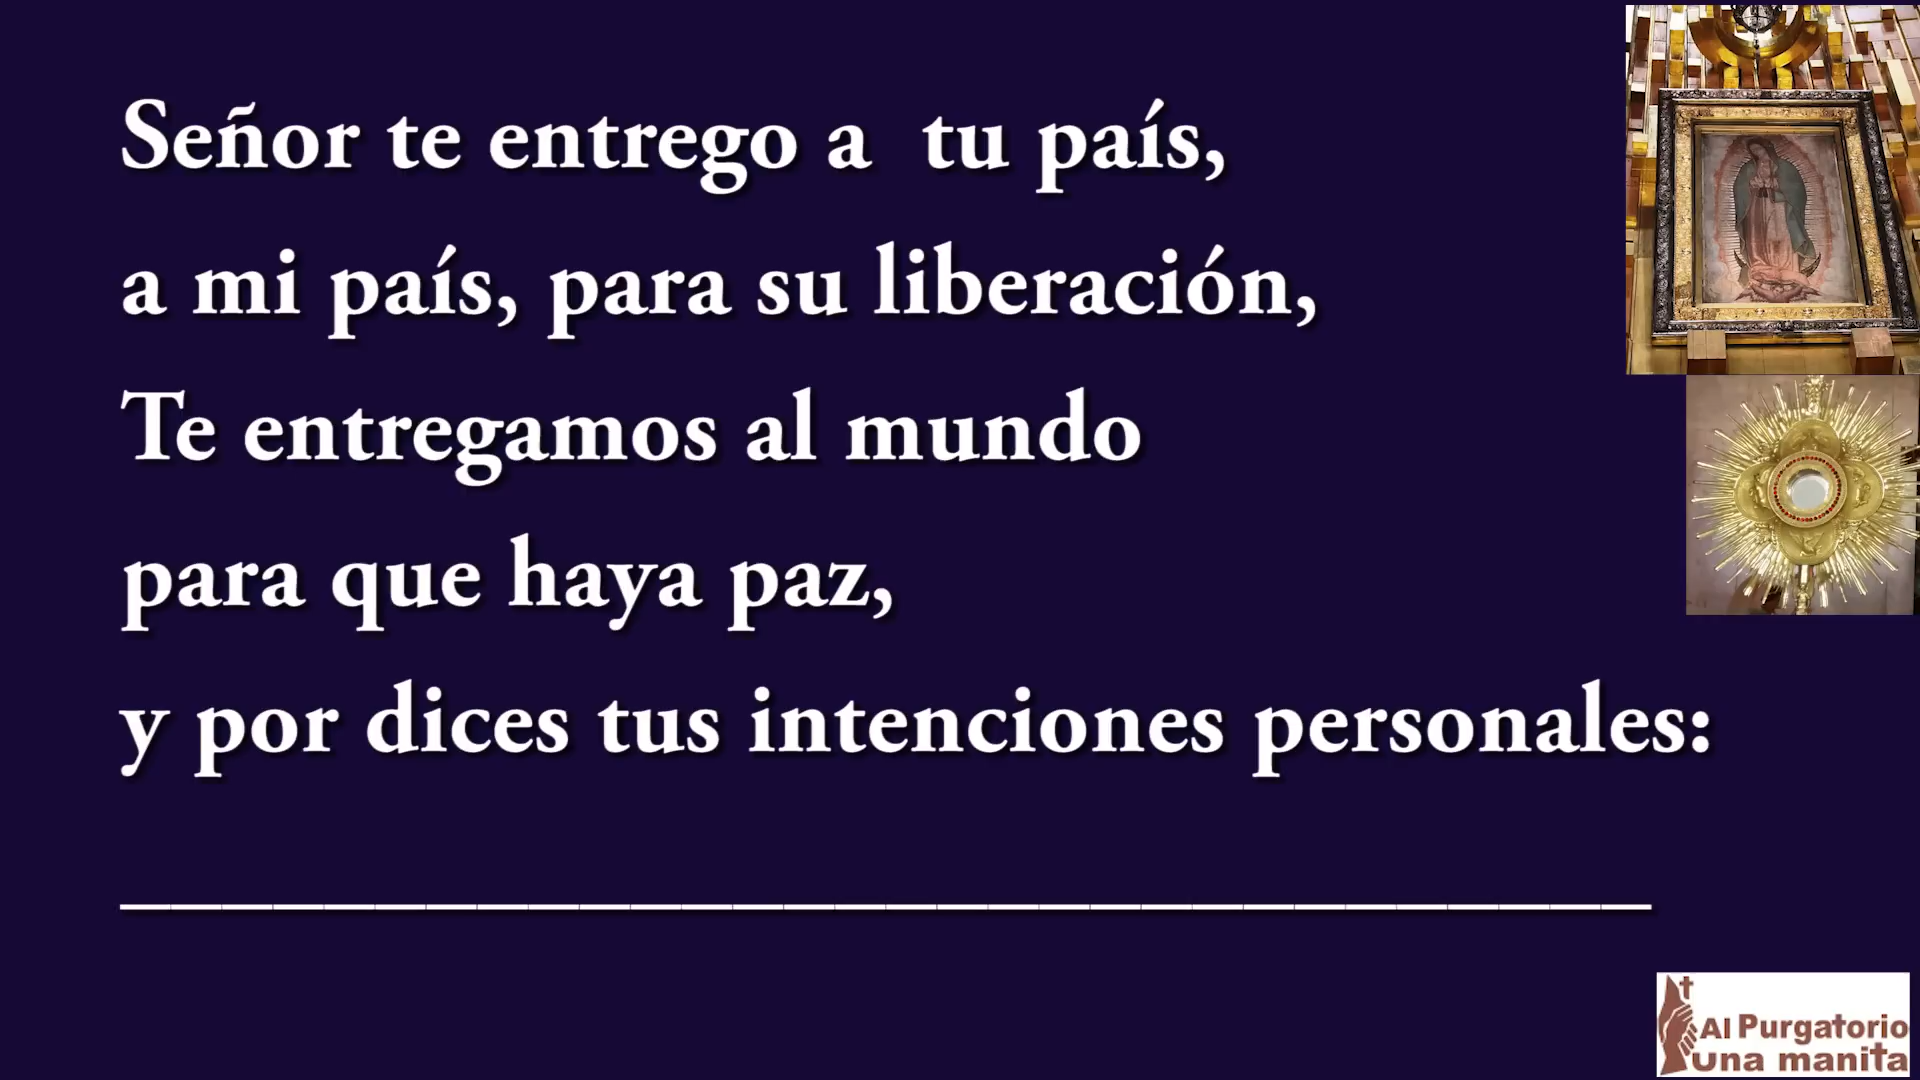 Señor te entrego a  tu país,
a mi país, para su liberación,
Te entregamos al mundo
para que haya paz,
y por dices tus intenciones personales:
______________________________
Al Purgatorio
una manita